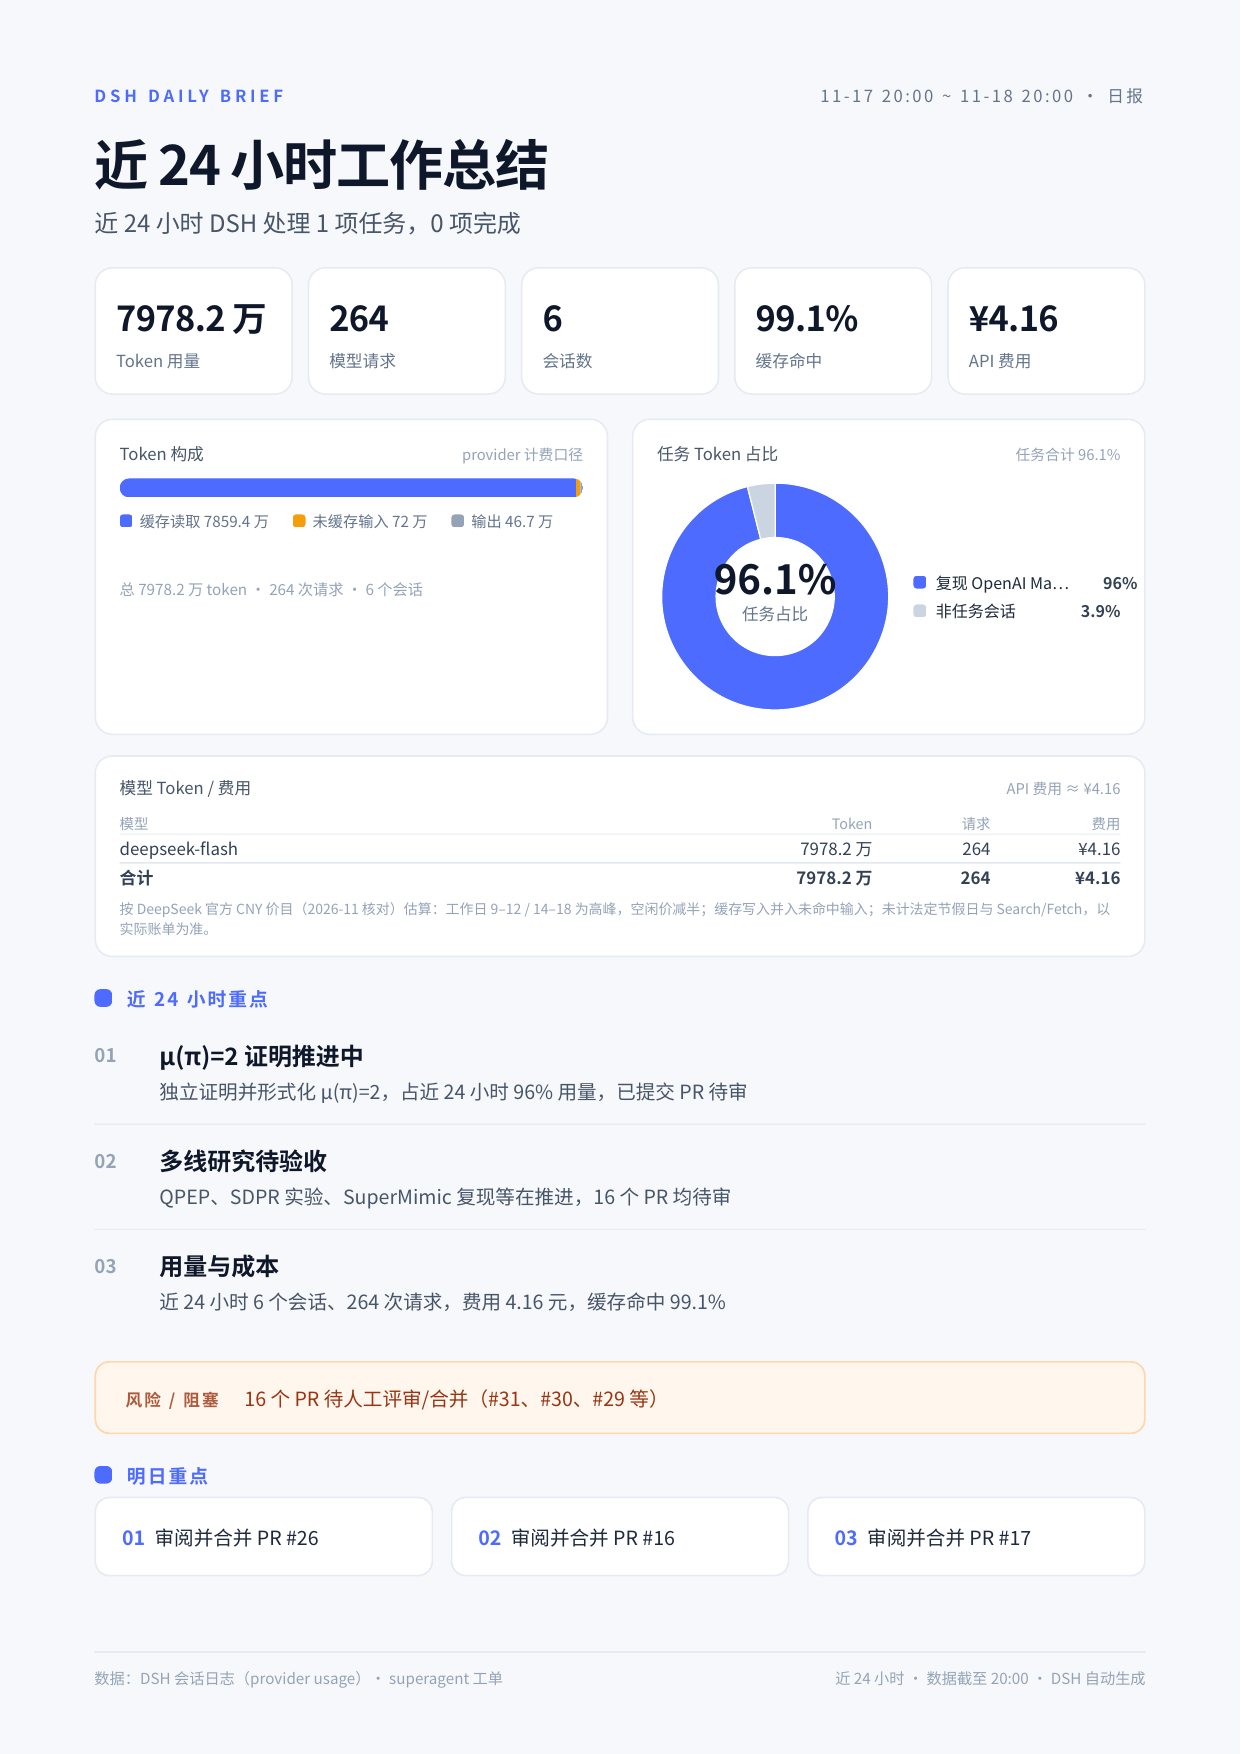 DSH DAILY BRIEF
11-17 20:00 ~ 11-18 20:00 · 日报
近 24 小时工作总结
近 24 小时 DSH 处理 1 项任务，0 项完成
7978.2 万
Token 用量
264
模型请求
6
会话数
99.1%
缓存命中
¥4.16
API 费用
Token 构成
provider 计费口径
缓存读取 7859.4 万
未缓存输入 72 万
输出 46.7 万
总 7978.2 万 token · 264 次请求 · 6 个会话
任务 Token 占比
任务合计 96.1%
96.1%
任务占比
复现 OpenAI Ma… 96%
非任务会话 3.9%
模型 Token / 费用
API 费用 ≈ ¥4.16
模型 Token 请求 费用
deepseek-flash 7978.2 万 264 ¥4.16
合计 7978.2 万 264 ¥4.16
按 DeepSeek 官方 CNY 价目（2026-11 核对）估算：工作日 9–12 / 14–18 为高峰，空闲价减半；缓存写入并入未命中输入；未计法定节假日与 Search/Fetch，以
实际账单为准。
近 24 小时重点
01 μ(π)=2 证明推进中
独立证明并形式化 μ(π)=2，占近 24 小时 96% 用量，已提交 PR 待审
02 多线研究待验收
QPEP、SDPR 实验、SuperMimic 复现等在推进，16 个 PR 均待审
03 用量与成本
近 24 小时 6 个会话、264 次请求，费用 4.16 元，缓存命中 99.1%
风险 / 阻塞 16 个 PR 待人工评审/合并（#31、#30、#29 等）
明日重点
01 审阅并合并 PR #26
02 审阅并合并 PR #16
03 审阅并合并 PR #17
数据：DSH 会话日志（provider usage）· superagent 工单
近 24 小时 · 数据截至 20:00 · DSH 自动生成